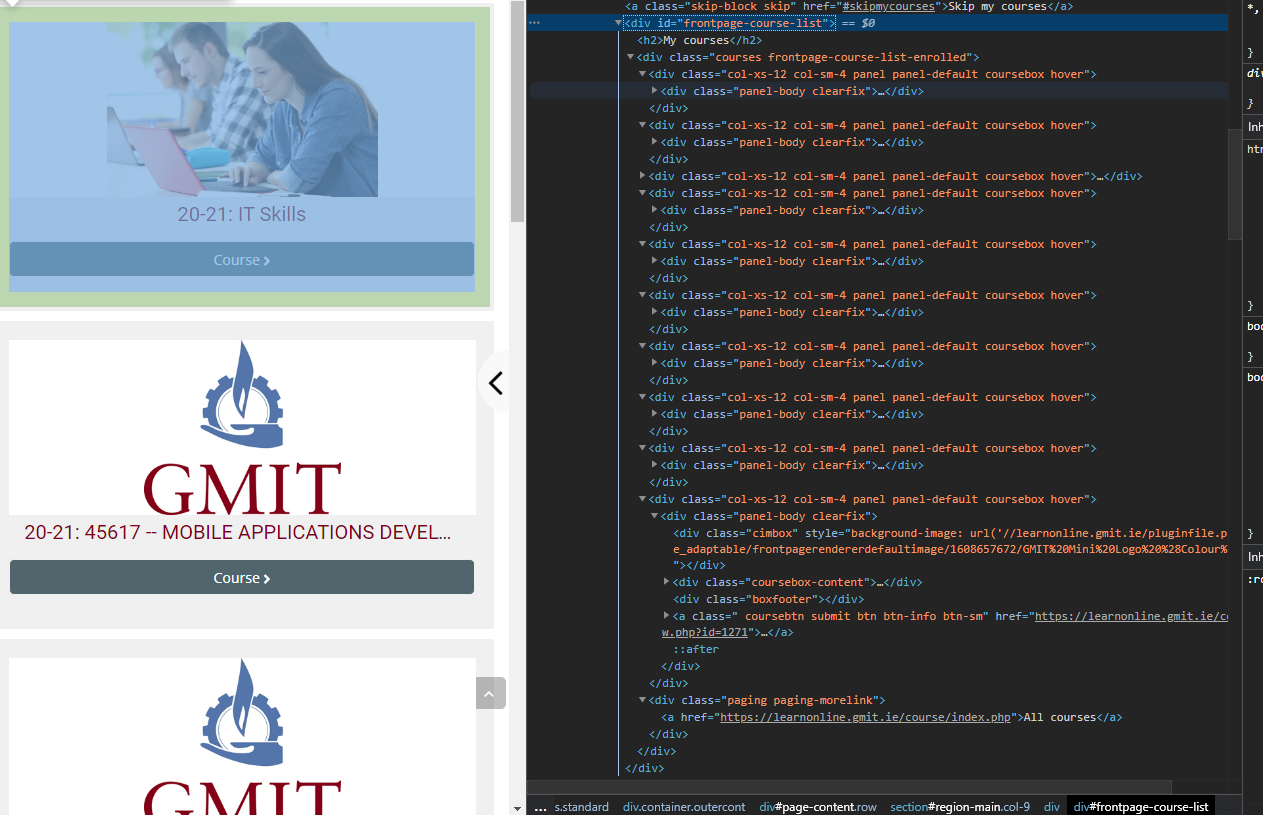 20-21: IT Skills
Course
GMIT
20-21: 45617 -- MOBILE APPLICATIONS DEVEL...
Course
GMIT
<a class="skip-block skip" href="#skipmycourses">Skip my courses</a>
<div id="frontpage-course-list"> == $0
<h2>My courses</h2>
<div class="courses frontpage-course-list-enrolled">
<div class="col-xs-12 col-sm-4 panel panel-default coursebox hover">
<div class="panel-body clearfix">…</div>
</div>
<div class="col-xs-12 col-sm-4 panel panel-default coursebox hover">
<div class="panel-body clearfix">…</div>
</div>
<div class="col-xs-12 col-sm-4 panel panel-default coursebox hover">…</div>
<div class="col-xs-12 col-sm-4 panel panel-default coursebox hover">
<div class="panel-body clearfix">…</div>
</div>
<div class="col-xs-12 col-sm-4 panel panel-default coursebox hover">
<div class="panel-body clearfix">…</div>
</div>
<div class="col-xs-12 col-sm-4 panel panel-default coursebox hover">
<div class="panel-body clearfix">…</div>
</div>
<div class="col-xs-12 col-sm-4 panel panel-default coursebox hover">
<div class="panel-body clearfix">…</div>
</div>
<div class="col-xs-12 col-sm-4 panel panel-default coursebox hover">
<div class="panel-body clearfix">…</div>
</div>
<div class="col-xs-12 col-sm-4 panel panel-default coursebox hover">
<div class="panel-body clearfix">…</div>
</div>
<div class="col-xs-12 col-sm-4 panel panel-default coursebox hover">
<div class="panel-body clearfix">
<div class="cimbox" style="background-image: url('//learnonline.gmit.ie/pluginfile.p
e_adaptable/frontpagerendererdefaultimage/1608657672/GMIT%20Mini%20Logo%20%28Colour%
"></div>
<div class="coursebox-content">…</div>
<div class="boxfooter"></div>
<a class=" coursebtn submit btn btn-info btn-sm" href="https://learnonline.gmit.ie/co
w.php?id=1271">…</a>
::after
</div>
</div>
<div class="paging paging-morelink">
<a href="https://learnonline.gmit.ie/course/index.php">All courses</a>
</div>
</div>
</div>
... s.standard div.container.outercont div#page-content.row section#region-main.col-9 div div#frontpage-course-list
*,
}
div
}
Inh
htm
}
boo
}
boo
}
Inh
:ro